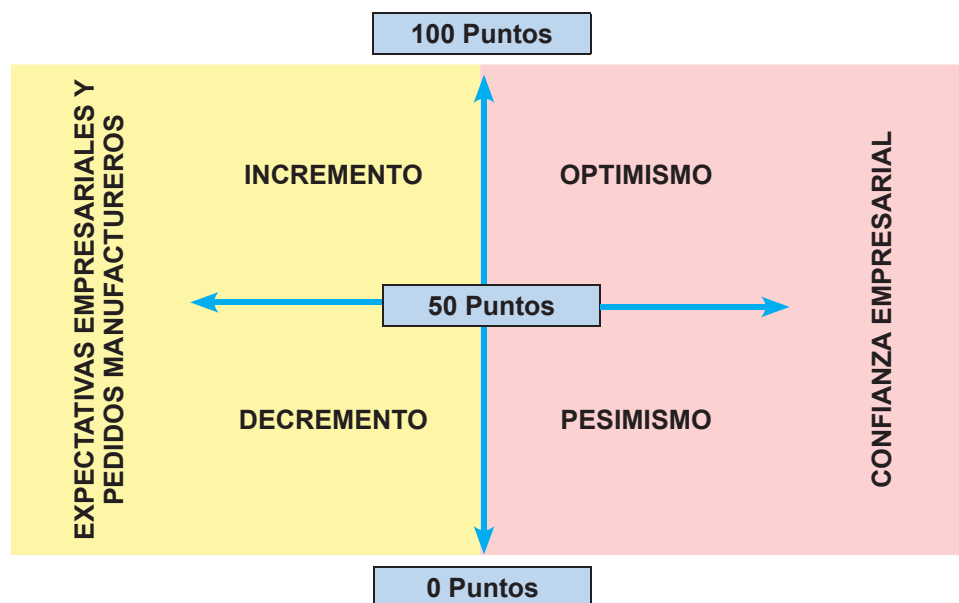 100 Puntos
EXPECTATIVAS EMPRESARIALES Y
PEDIDOS MANUFACTUREROS
INCREMENTO
OPTIMISMO
50 Puntos
DECREMENTO
PESIMISMO
CONFIANZA EMPRESARIAL
0 Puntos